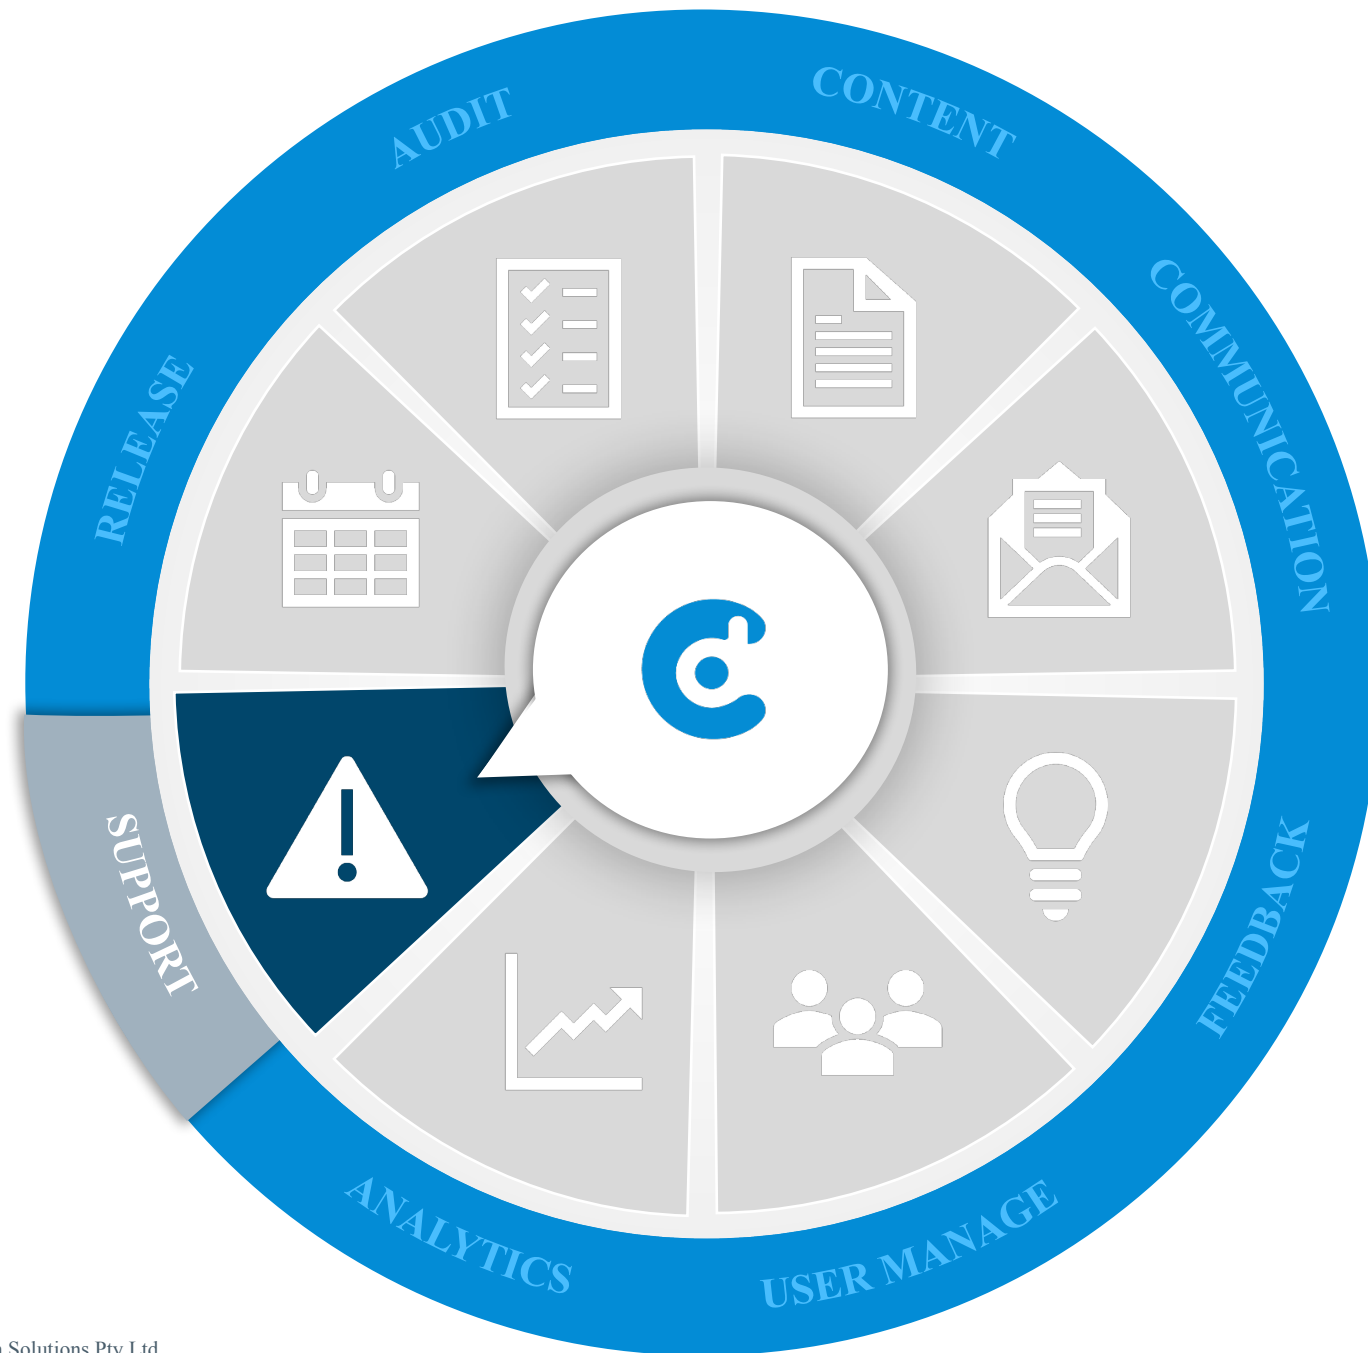 AUDIT
CONTENT
COMMUNICATION
FEEDBACK
USER MANAGE
ANALYTICS
SUPPORT
RELEASE
Solutions Pty Ltd